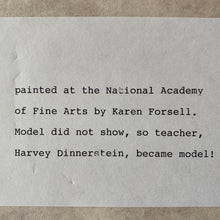 painted at the National Academy
of Fine Arts by Karen Forsell.
Model did not show, so teacher,
Harvey Dinnerstein, became model!